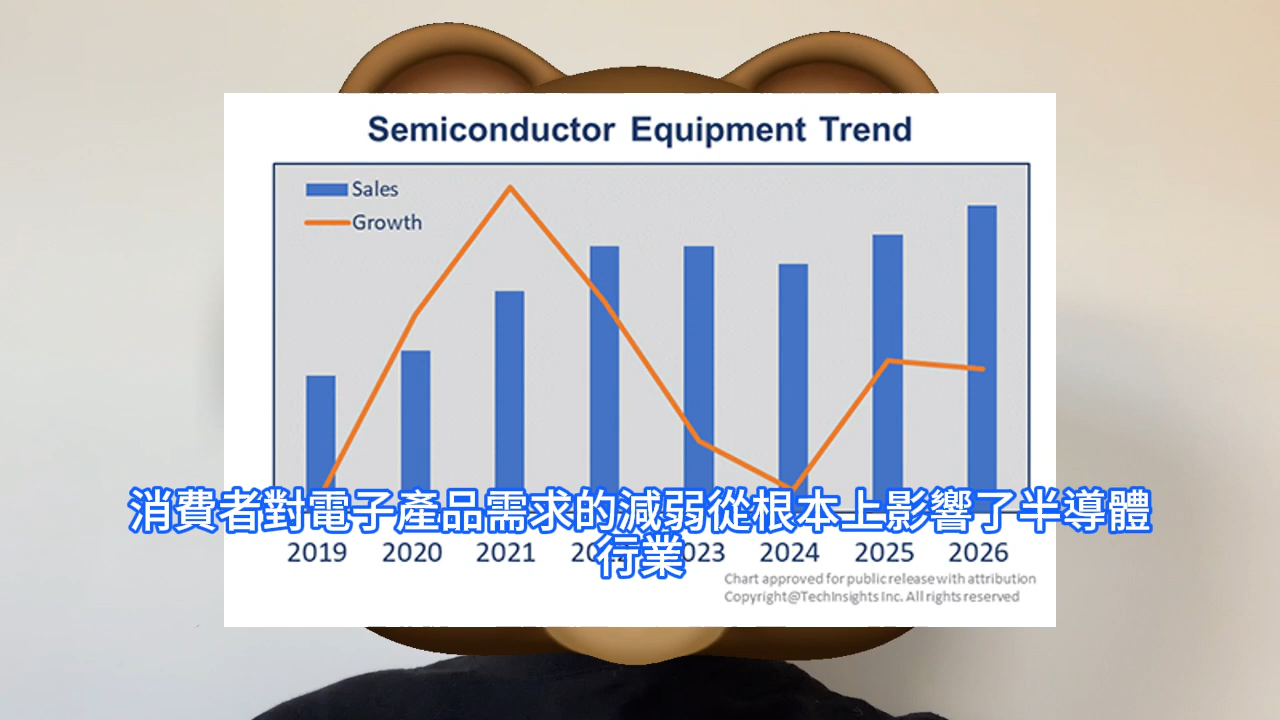 Semiconductor Equipment Trend
Sales
Growth
消費者對電子產品需求的減弱從根本上影響了半導體
行業
2019 2020 2021 2024 2025 2026
Chart approved for public release with attribution
Copyright@TechInsights Inc. All rights reserved